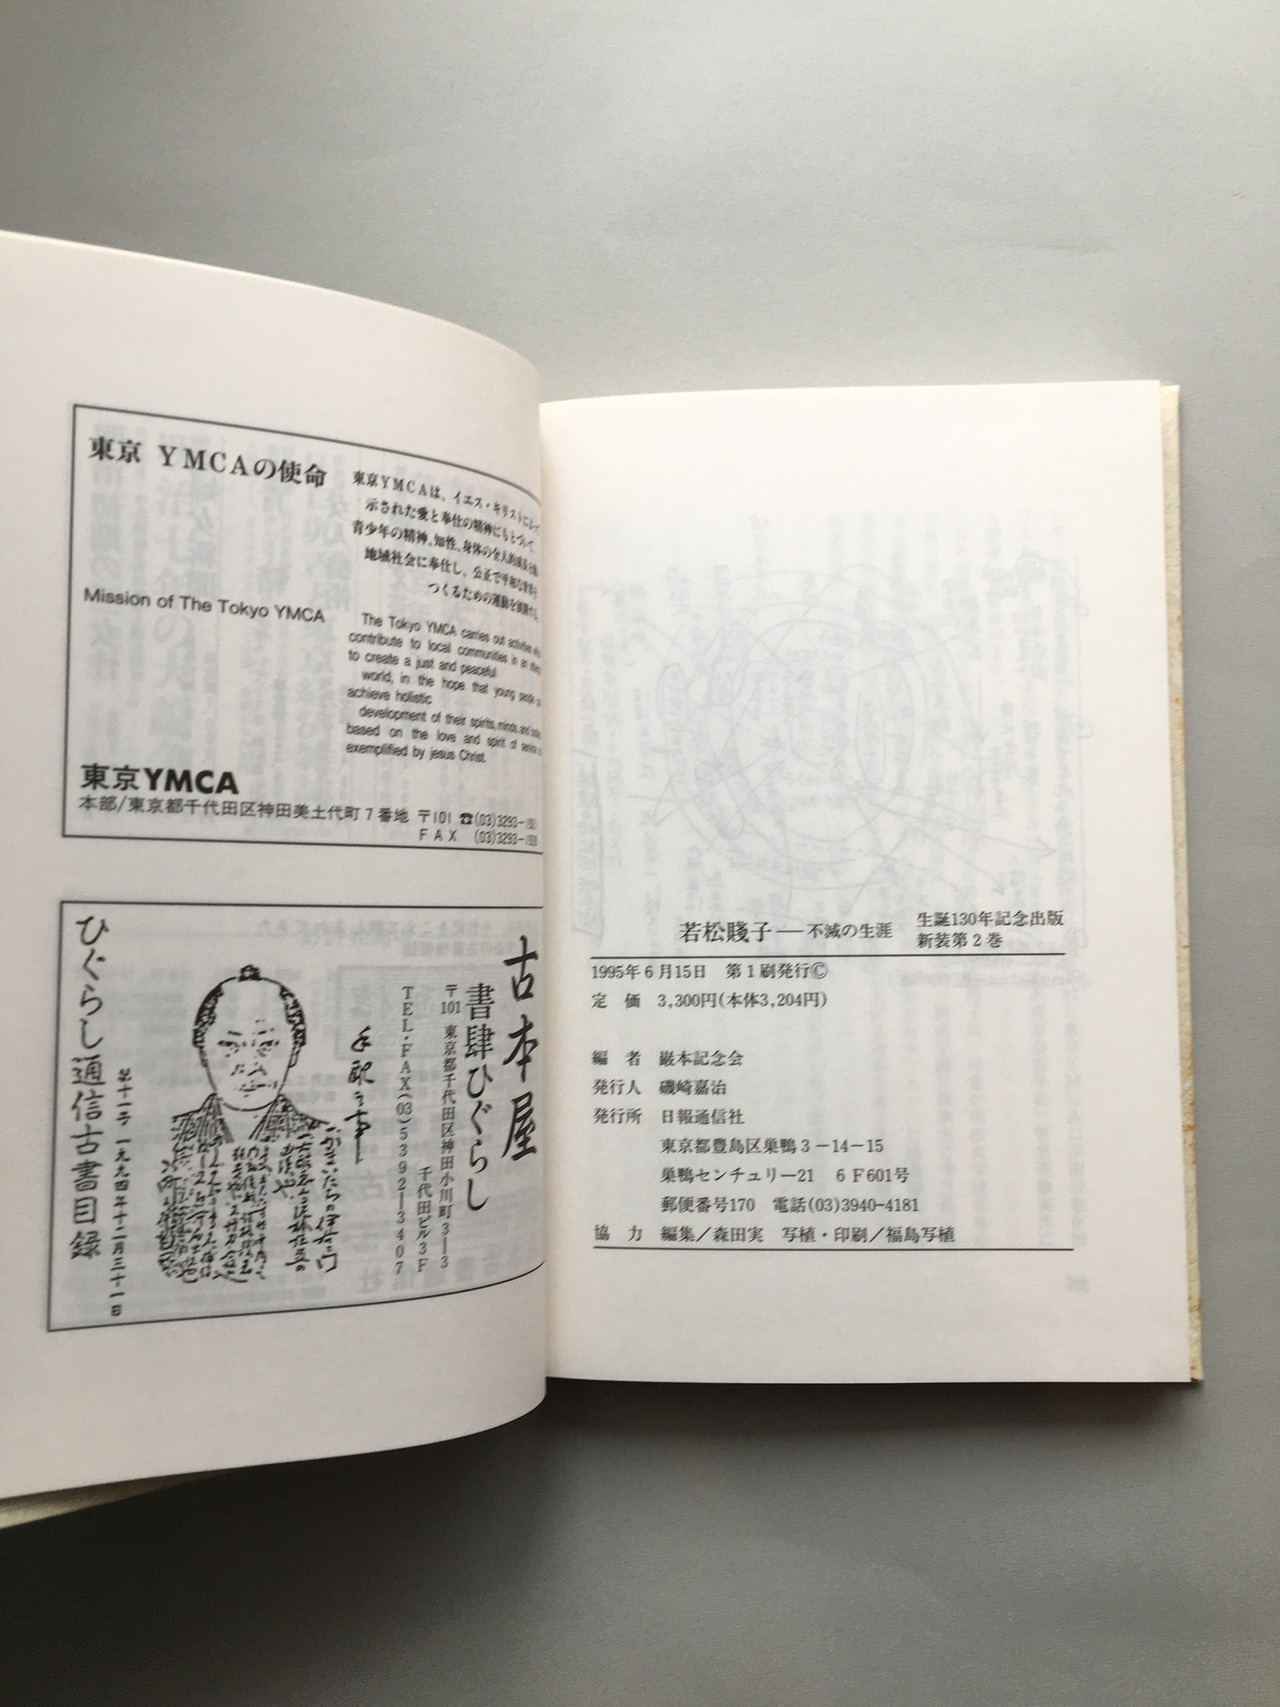 東京 YMCAの使命
Mission of The Tokyo YMCA
東京YMCAは、イエス・キリストによって
示された愛と奉仕の精神にもとづいて、
青少年の精神、知性、身体の全人的成長を
地域社会に奉仕し、公正で平和な世界を
つくるための運動を展開する。
The Tokyo YMCA carries out activities
contribute to local communities in an
to create a just and peaceful
world, in the hope that young people
achieve holistic
development of their spirits, minds, and
based on the love and spirit of service
exemplified by jesus Christ.
東京YMCA
本部/東京都千代田区神田美土代町7番地 〒101 ☎(03)3293-
FAX (03)3293-
古本屋
書肆ひぐらし
〒101 東京都千代田区神田小川町3―3
千代田ビル3F
TEL・FAX(03)5392―3407
第十一号 一九九四年十二月三十一日
ひぐらし通信古書目録
若松賤子―不滅の生涯 生誕130年記念出版
新装第2巻
1995年6月15日 第1刷発行©
定 価 3,300円(本体3,204円)
編 者 巌本記念会
発行人 磯崎嘉治
発行所 日報通信社
東京都豊島区巣鴨3-14-15
巣鴨センチュリー21 6F601号
郵便番号170 電話(03)3940-4181
協 力 編集/森田実 写植・印刷/福島写植